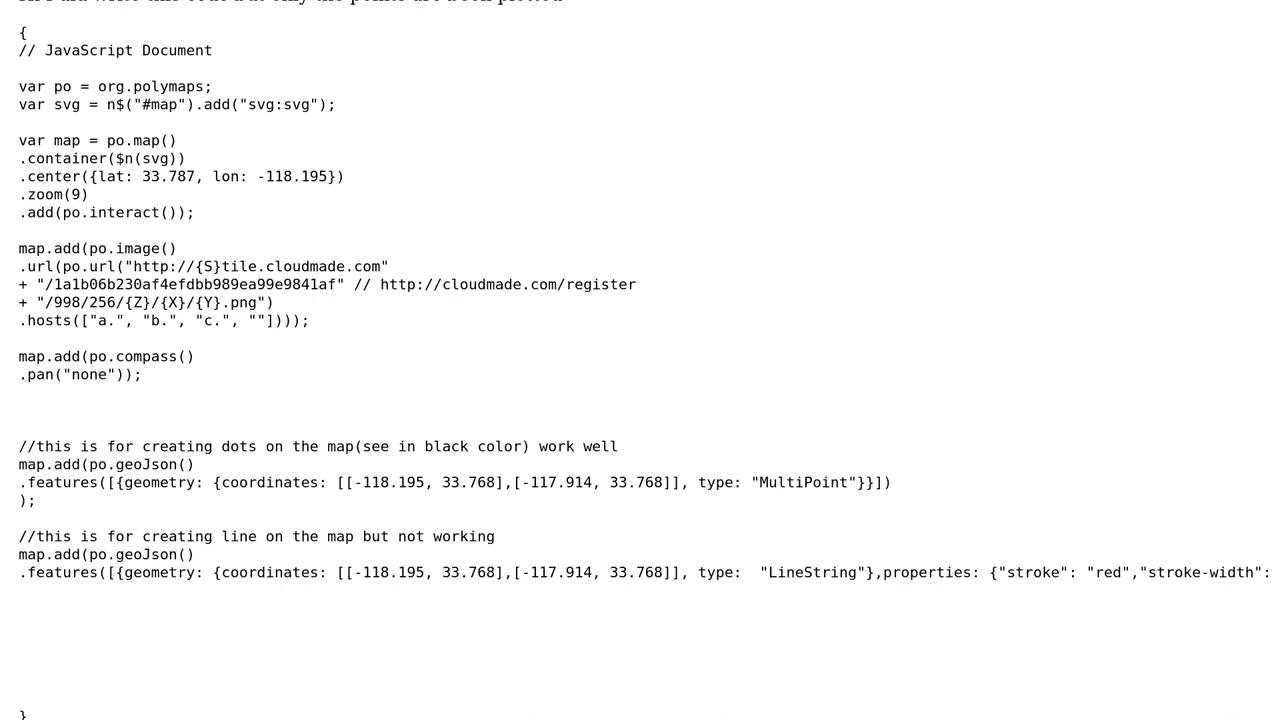 {
// JavaScript Document
var po = org.polymaps;
var svg = n$("#map").add("svg:svg");
var map = po.map()
.container($n(svg))
.center({lat: 33.787, lon: -118.195})
.zoom(9)
.add(po.interact());
map.add(po.image()
.url(po.url("http://{S}tile.cloudmade.com"
+ "/1a1b06b230af4efdbb989ea99e9841af" // http://cloudmade.com/register
+ "/998/256/{Z}/{X}/{Y}.png")
.hosts(["a.", "b.", "c.", ""])));
map.add(po.compass()
.pan("none"));
//this is for creating dots on the map(see in black color) work well
map.add(po.geoJson()
.features([{geometry: {coordinates: [[-118.195, 33.768],[-117.914, 33.768]], type: "MultiPoint"}}])
);
//this is for creating line on the map but not working
map.add(po.geoJson()
.features([{geometry: {coordinates: [[-118.195, 33.768],[-117.914, 33.768]], type:  "LineString"},properties: {"stroke": "red","stroke-width":
}